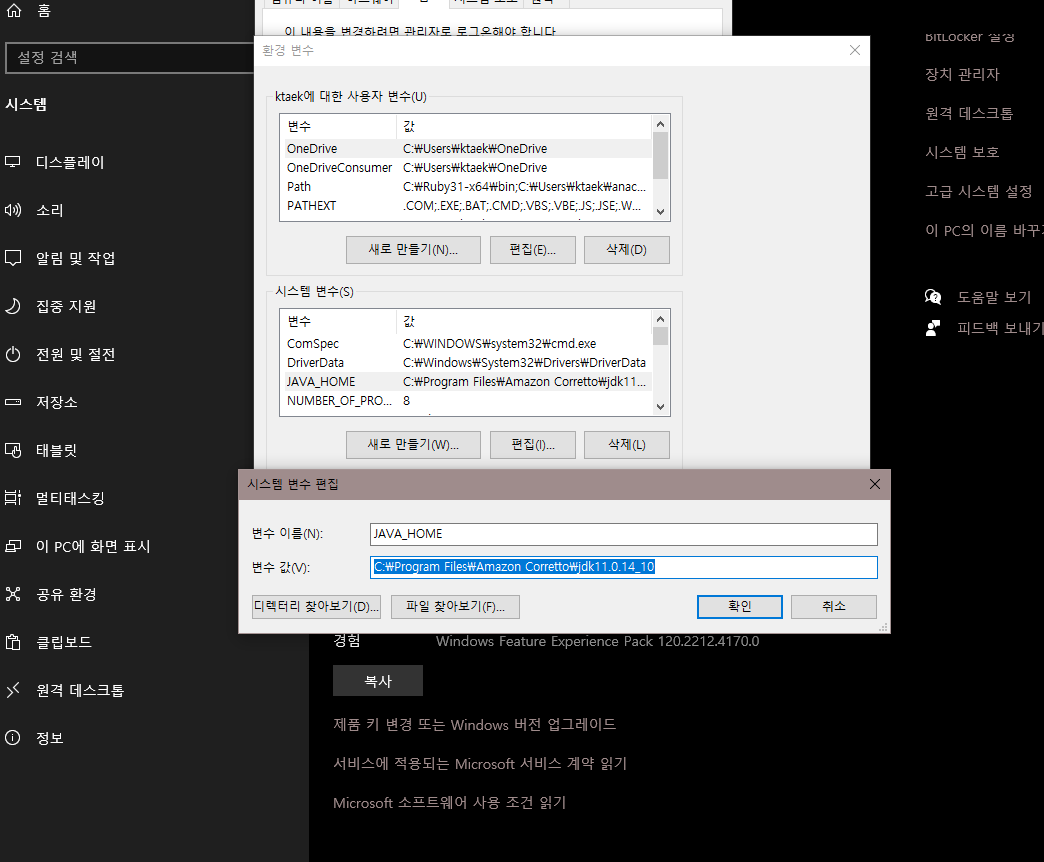 홈
설정 검색
시스템
디스플레이
소리
알림 및 작업
집중 지원
전원 및 절전
저장소
태블릿
멀티태스킹
이 PC에 화면 표시
공유 환경
클립보드
원격 데스크톱
정보
이 내용을 변경하려면 관리자로 로그온해야 합니다
환경 변수
ktaek에 대한 사용자 변수(U)
변수 값
OneDrive C:₩Users₩ktaek₩OneDrive
OneDriveConsumer C:₩Users₩ktaek₩OneDrive
Path C:₩Ruby31-x64₩bin;C:₩Users₩ktaek₩anac...
PATHEXT .COM;.EXE;.BAT;.CMD;.VBS;.VBE;.JS;.JSE;.W...
새로 만들기(N)... 편집(E)... 삭제(D)
시스템 변수(S)
변수 값
ComSpec C:₩WINDOWS₩system32₩cmd.exe
DriverData C:₩Windows₩System32₩Drivers₩DriverData
JAVA_HOME C:₩Program Files₩Amazon Corretto₩jdk11...
NUMBER_OF_PRO... 8
새로 만들기(W)... 편집(I)... 삭제(L)
시스템 변수 편집
변수 이름(N): JAVA_HOME
변수 값(V): C:₩Program Files₩Amazon Corretto₩jdk11.0.14_10
디렉터리 찾아보기(D)... 파일 찾아보기(F)... 확인 취소
경험 Windows Feature Experience Pack 120.2212.4170.0
복사
제품 키 변경 또는 Windows 버전 업그레이드
서비스에 적용되는 Microsoft 서비스 계약 읽기
Microsoft 소프트웨어 사용 조건 읽기
BitLocker 설정
장치 관리자
원격 데스크톱
시스템 보호
고급 시스템 설정
이 PC의 이름 바꾸기
도움말 보기
피드백 보내기